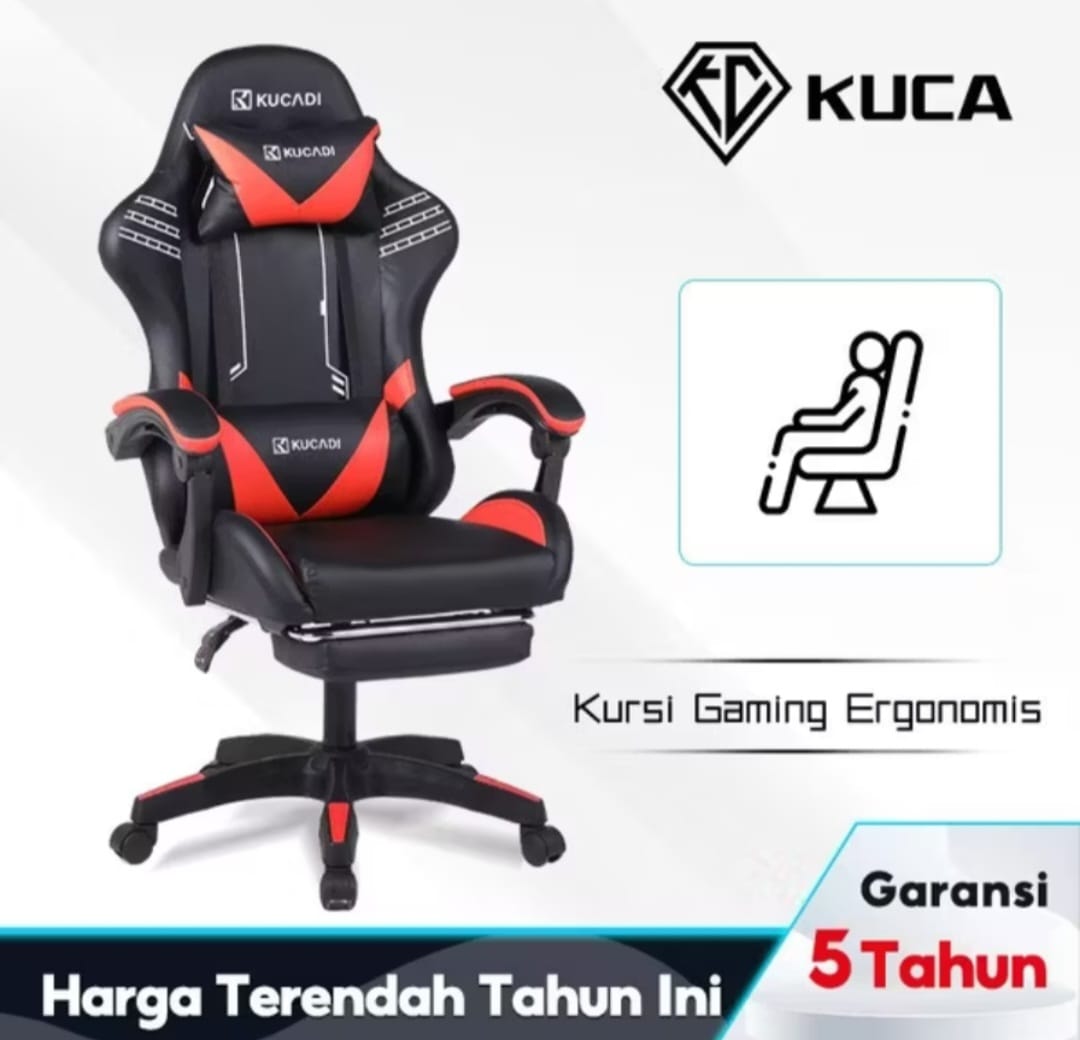 KUCADI
KUCADI
KUCADI
KUCA
Kursi Gaming Ergonomis
Garansi
5 Tahun
Harga Terendah Tahun Ini